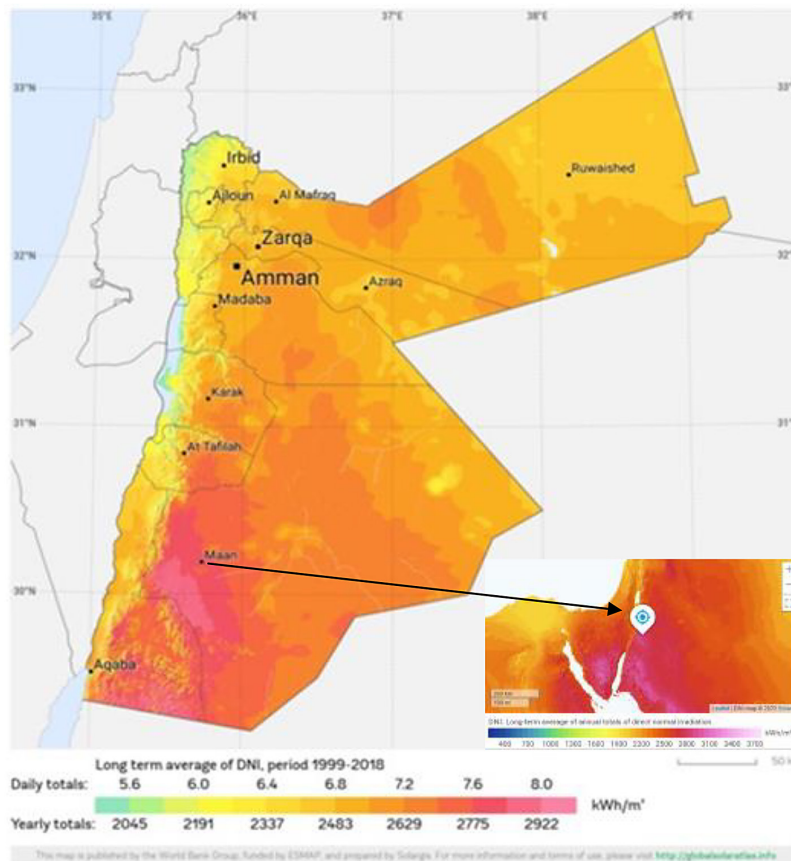 35°E 36°E 37°E 38°E 39°E
33°N 33°
Irbid
Ruwaished
Ajloun Al Mafraq
Zarqa
32°N 32°
Amman
Azraq
Madaba
Karak
31°N 31°
At Tafilah
Maan
30°N
Aqaba
DNI: Long-term average of annual totals of direct normal irradiation
kWh/m²
400 700 1000 1300 1600 1900 2200 2500 2800 3100 3400 3700
50 k
Long term average of DNI, period 1999-2018
Daily totals: 5.6 6.0 6.4 6.8 7.2 7.6 8.0
kWh/m²
Yearly totals: 2045 2191 2337 2483 2629 2775 2922
This map is published by the World Bank Group, funded by ESMAP, and prepared by Solargis. For more information and terms of use, please visit http://globalsolaratlas.info